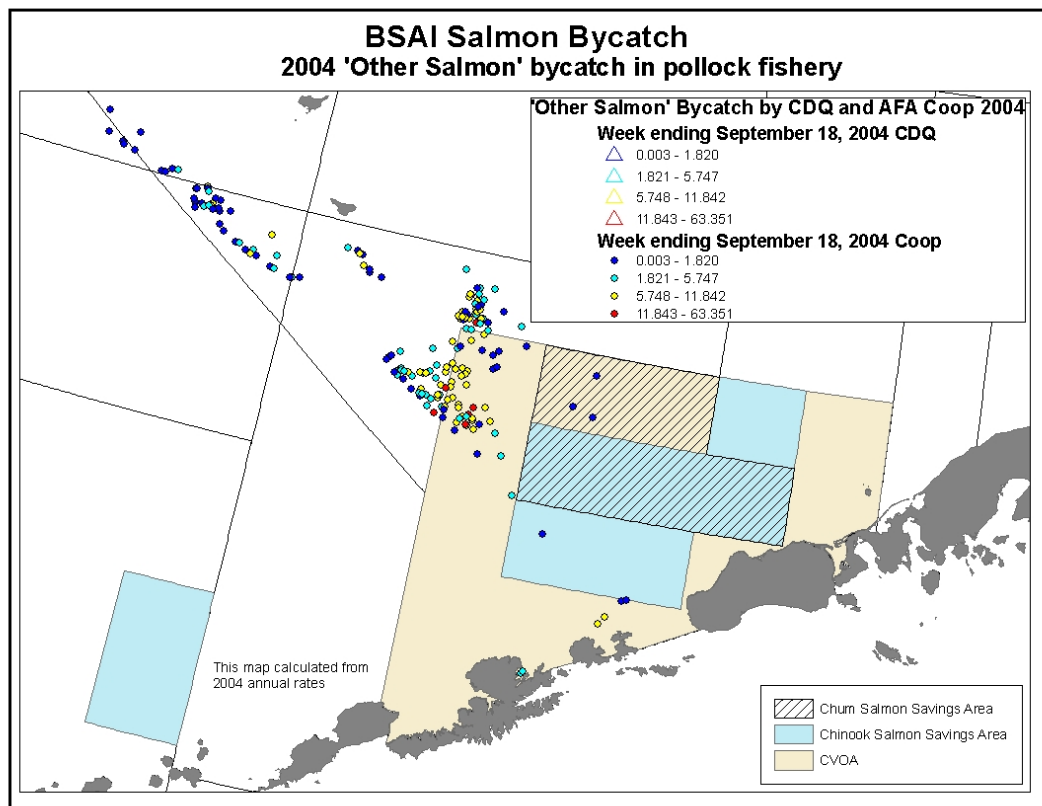 BSAI Salmon Bycatch
2004 'Other Salmon' bycatch in pollock fishery
'Other Salmon' Bycatch by CDQ and AFA Coop 2004
Week ending September 18, 2004 CDQ
0.003 - 1.820
1.821 - 5.747
5.748 - 11.842
11.843 - 63.351
Week ending September 18, 2004 Coop
0.003 - 1.820
1.821 - 5.747
5.748 - 11.842
11.843 - 63.351
This map calculated from
2004 annual rates
Chum Salmon Savings Area
Chinook Salmon Savings Area
CVOA